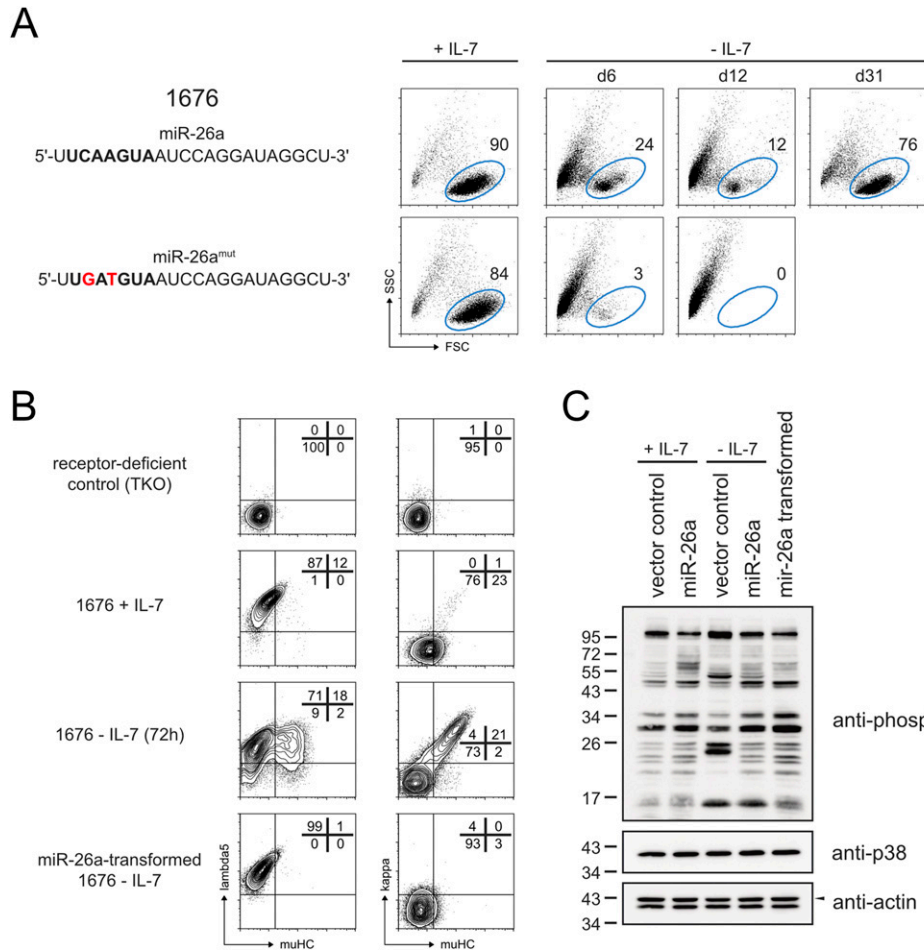 A
+ IL-7
- IL-7
d6
d12
d31
1676
miR-26a
5'-UUCAAGUAAUCCAGGAUAGGCU-3'
90
24
12
76
miR-26amut
5'-UUGATGUAAUCCAGGAUAGGCU-3'
84
3
0
SSC
FSC
B
receptor-deficient
control (TKO)
0 0
100 0
1 0
95 0
1676 + IL-7
87 12
1 0
0 1
76 23
1676 - IL-7 (72h)
71 18
9 2
4 21
73 2
miR-26a-transformed
1676 - IL-7
99 1
0 0
4 0
93 3
lambda5
muHC
kappa
muHC
C
+ IL-7
- IL-7
vector control
miR-26a
vector control
miR-26a
mir-26a transformed
95
72
55
43
34
26
17
anti-phosp
43
34
anti-p38
43
34
anti-actin